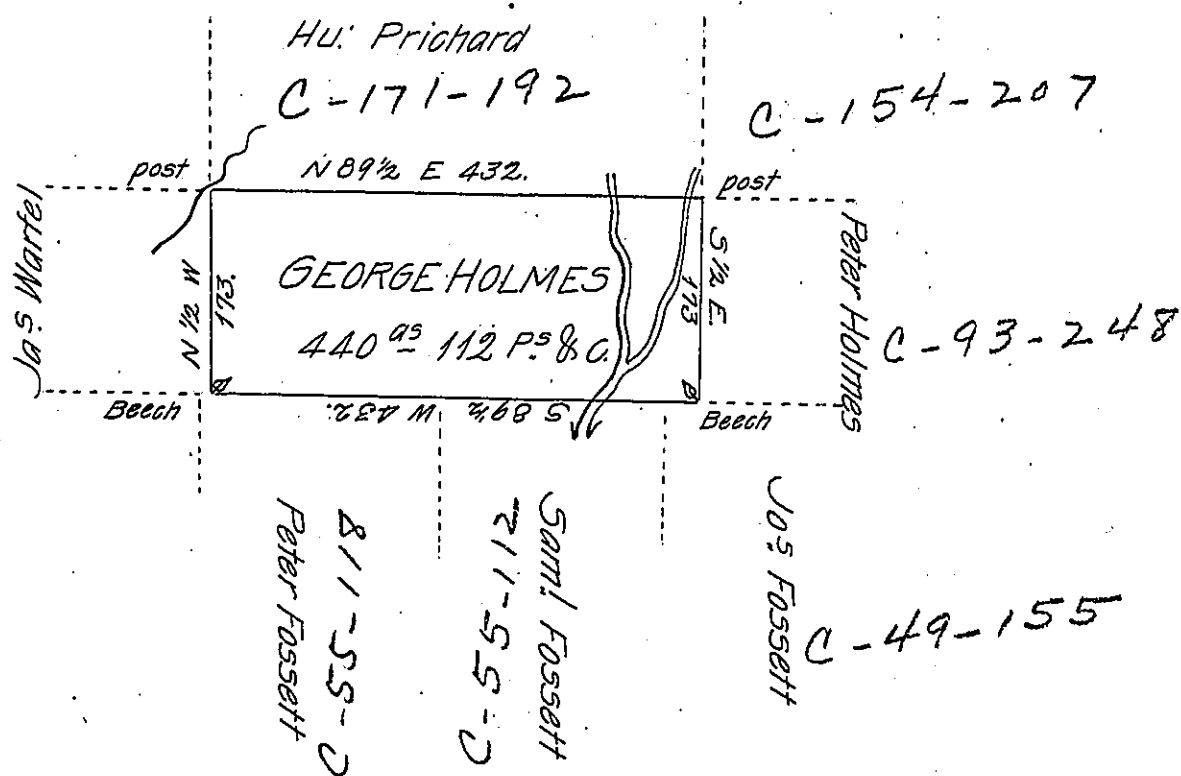 Hu: Prichard
C-171-192
C-154-207
post
N 89½ E 432.
post
Jas Wartel
N ½ W
173.
GEORGE HOLMES
440 as 112 Ps & C.
S ½ E.
173
Peter Holmes
C-93-248
Beech
S 89½ W 432.
Beech
Peter Fossett
C-55-118
C-55-112
Saml Fossett
Jos Fossett
C-49-155